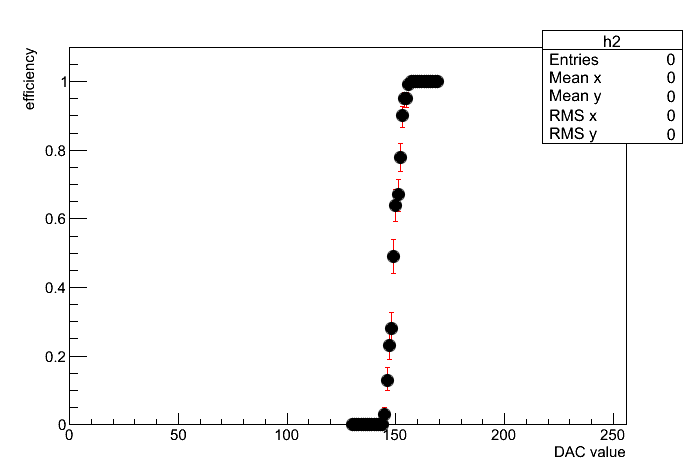 h2
Entries 0
Mean x 0
Mean y 0
RMS x 0
RMS y 0
efficiency
1
0.8
0.6
0.4
0.2
0
0 50 100 150 200 250
DAC value